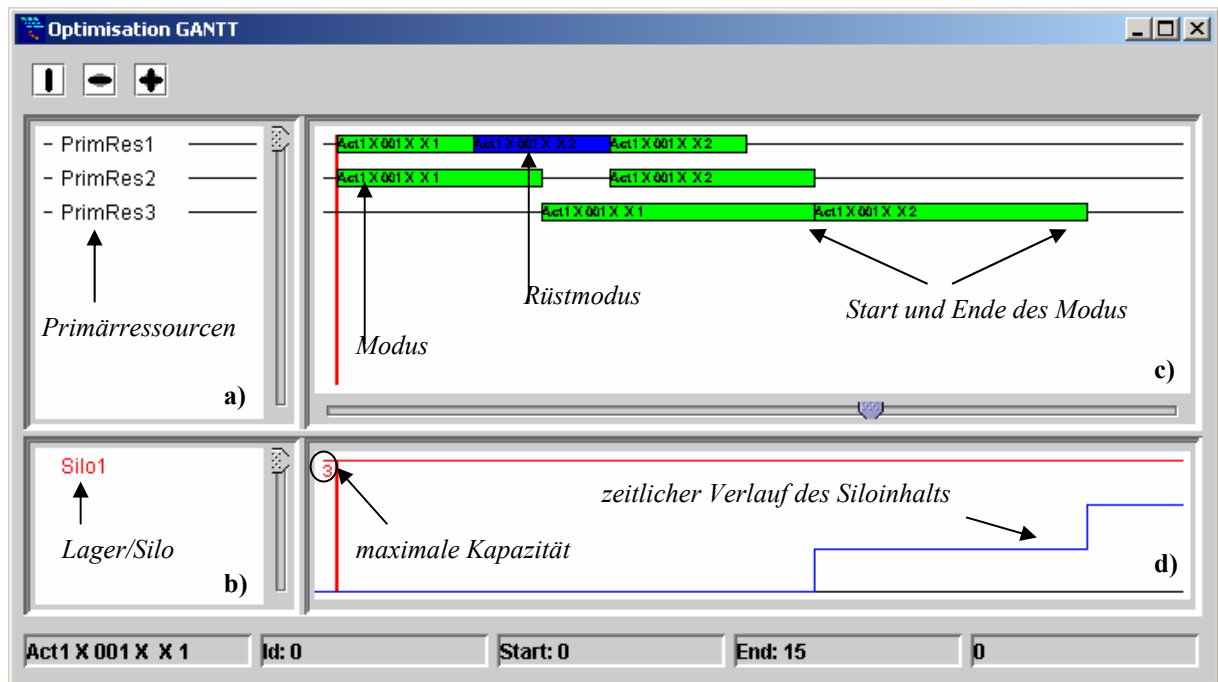 Optimisation GANTT
- PrimRes1
- PrimRes2
- PrimRes3
Primärressourcen
a)
Act1 X 001 X X 1
Act1 X 001 X X 2
Act1 X 001 X X 2
Act1 X 001 X X 1
Act1 X 001 X X 2
Act1 X 001 X X 1
Act1 X 001 X X 2
Rüstmodus
Start und Ende des Modus
Modus
c)
Silo1
Lager/Silo
b)
3
zeitlicher Verlauf des Siloinhalts
maximale Kapazität
d)
Act1 X 001 X X 1
Id: 0
Start: 0
End: 15
0